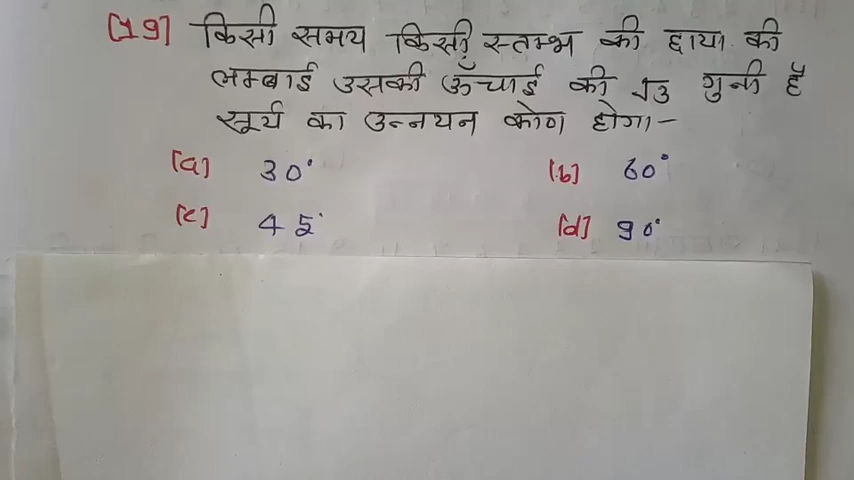 [19] किसी समय किसी स्तम्भ की छाया की
लम्बाई उसकी ऊँचाई की √3 गुनी है
सूर्य का उन्नयन कोण होगा-
[a] 30° [b] 60°
[c] 45° [d] 90°